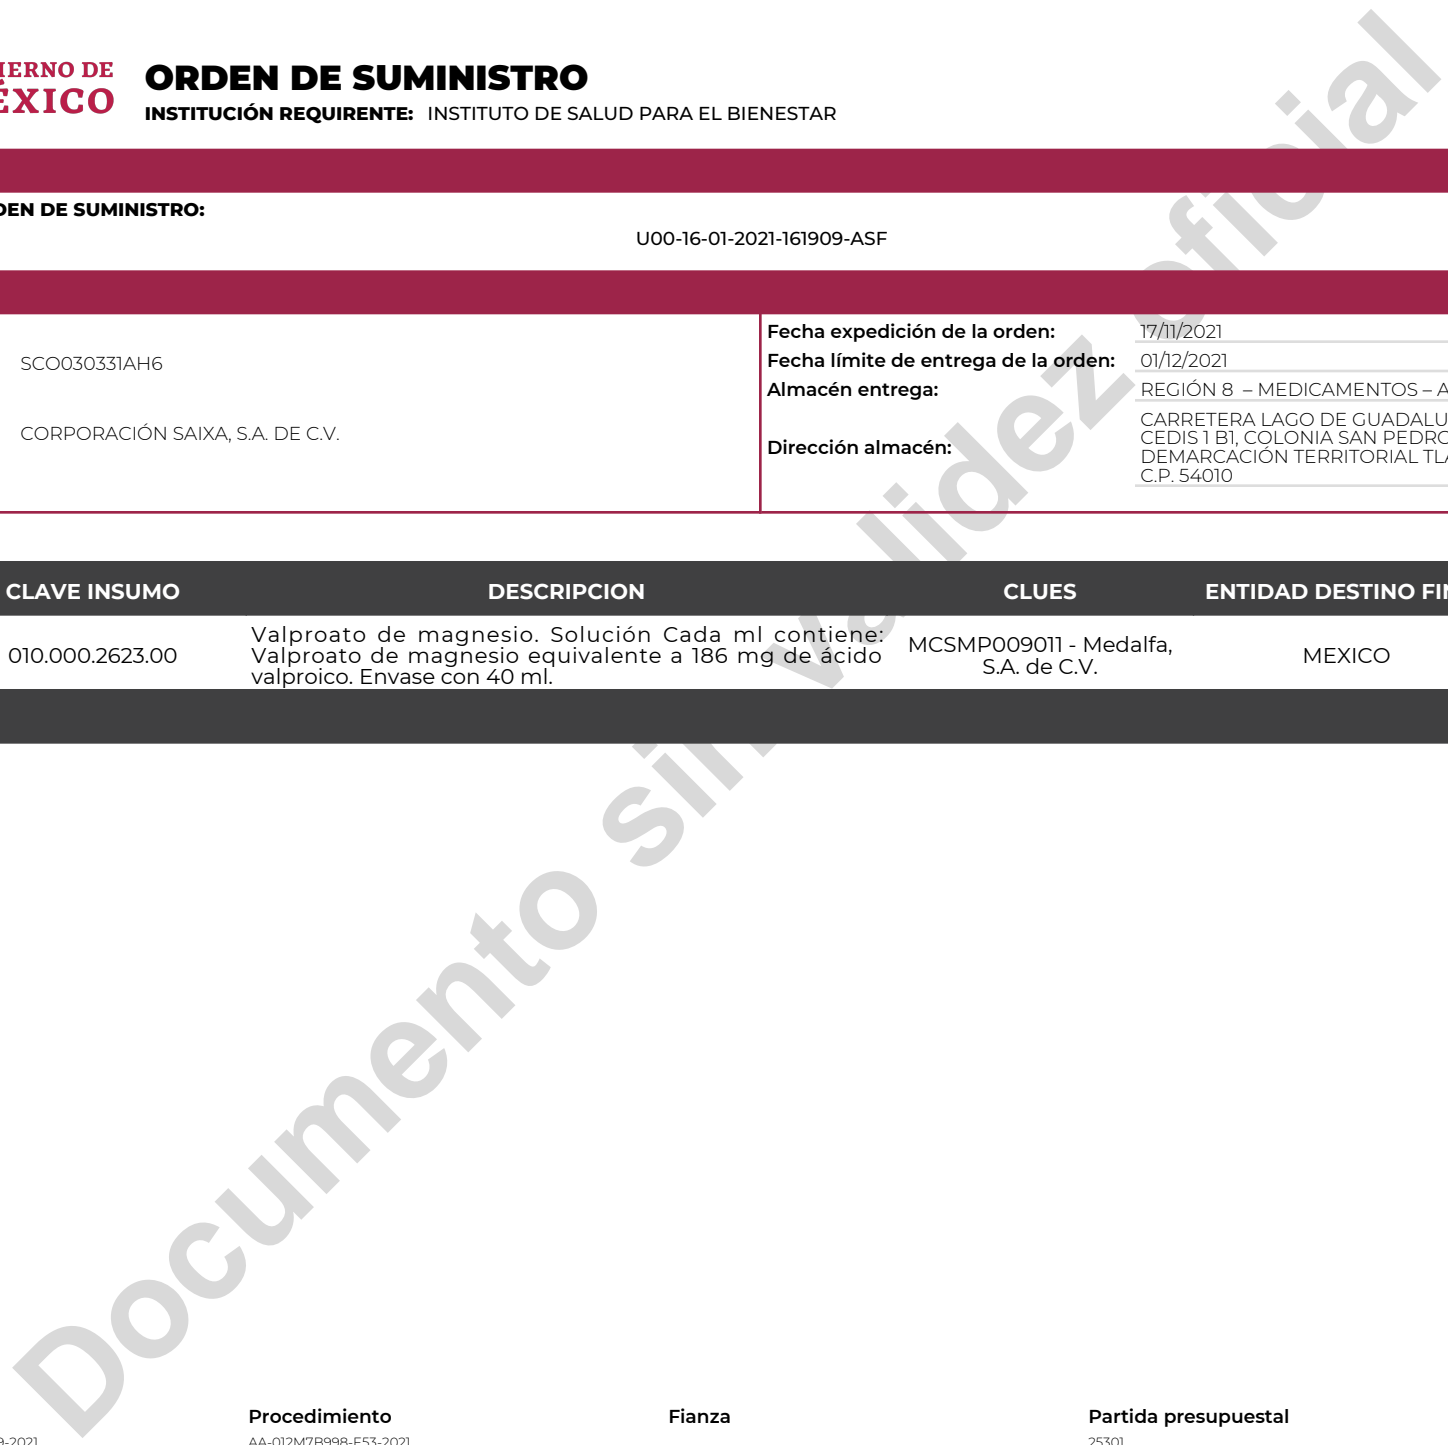 IERNO DE
ÉXICO
ORDEN DE SUMINISTRO
INSTITUCIÓN REQUIRENTE: INSTITUTO DE SALUD PARA EL BIENESTAR
DEN DE SUMINISTRO:
U00-16-01-2021-161909-ASF
SCO030331AH6
CORPORACIÓN SAIXA, S.A. DE C.V.
Fecha expedición de la orden: 17/11/2021
Fecha límite de entrega de la orden: 01/12/2021
Almacén entrega: REGIÓN 8 – MEDICAMENTOS – A
Dirección almacén:
CARRETERA LAGO DE GUADALU
CEDIS 1 B1, COLONIA SAN PEDRO
DEMARCACIÓN TERRITORIAL TLA
C.P. 54010
CLAVE INSUMO DESCRIPCION CLUES ENTIDAD DESTINO FIN
010.000.2623.00
Valproato de magnesio. Solución Cada ml contiene:
Valproato de magnesio equivalente a 186 mg de ácido
valproico. Envase con 40 ml.
MCSMP009011 - Medalfa,
S.A. de C.V.
MEXICO
Documento sin validez oficial
Procedimiento Fianza Partida presupuestal
9-2021 AA-012M7B998-E53-2021 25301